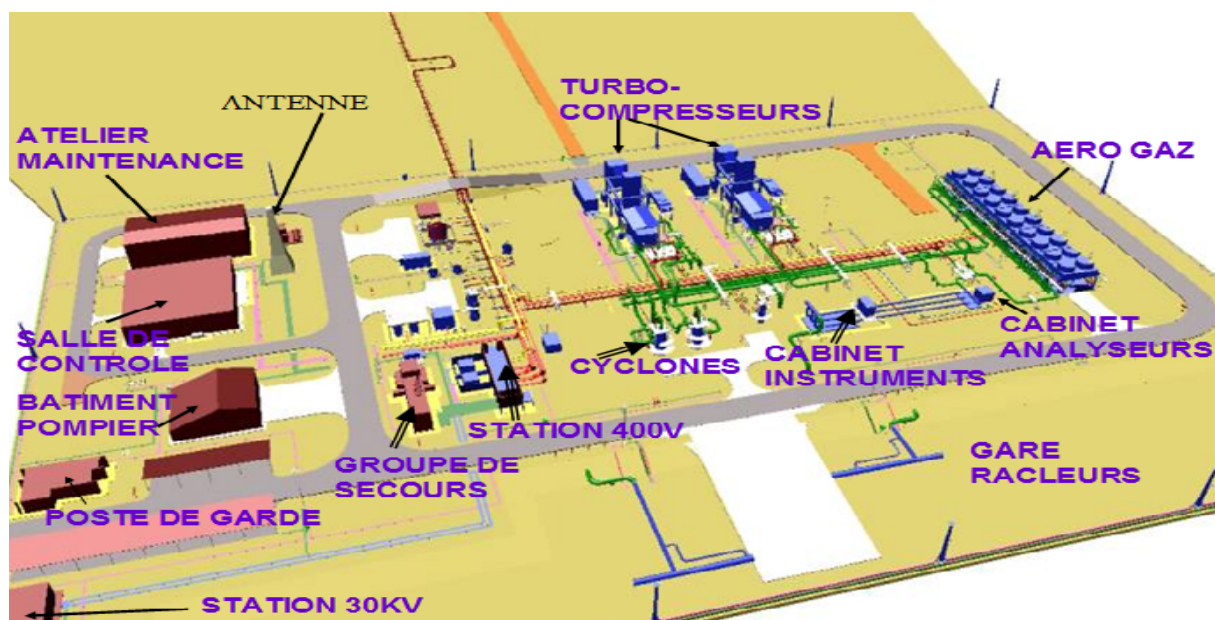 TURBO-
COMPRESSEURS
ANTENNE
ATELIER
MAINTENANCE
AERO GAZ
SALLE DE
CONTROLE
CYCLONES
CABINET
INSTRUMENTS
CABINET
ANALYSEURS
BATIMENT
POMPIER
STATION 400V
GROUPE DE
SECOURS
GARE
RACLEURS
POSTE DE GARDE
STATION 30KV